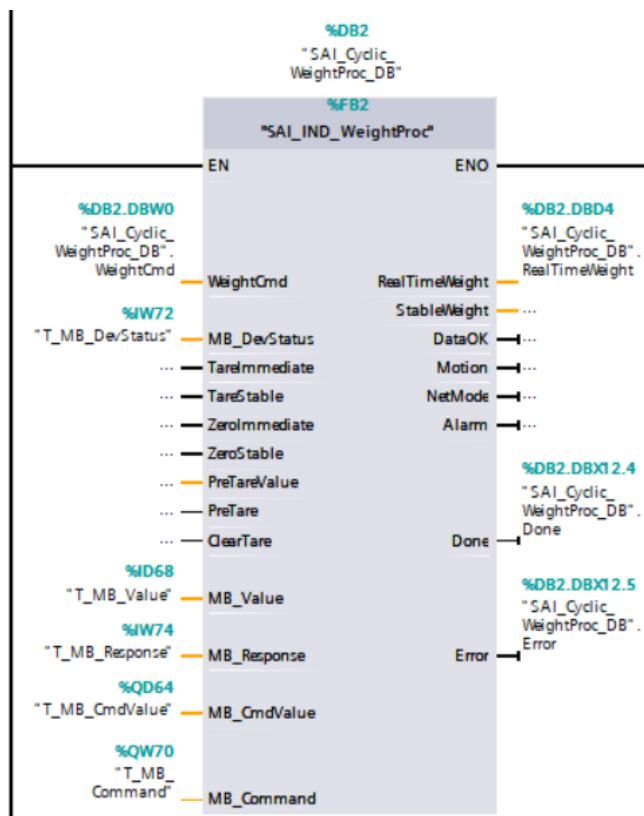 %DB2
"SAI_Cyclic_
WeightProc_DB"
%FB2
"SAI_IND_WeightProc"
EN ENO
%DB2.DBW0
"SAI_Cyclic_
WeightProc_DB".
WeightCmd
WeightCmd
%DB2.DBD4
"SAI_Cyclic_
WeightProc_DB".
RealTimeWeight
RealTimeWeight
StableWeight ...
%IW72
"T_MB_DevStatus" MB_DevStatus
DataOK ...
... TareImmediate
Motion ...
... TareStable
NetMode ...
... ZeroImmediate
Alarm ...
... ZeroStable
... PreTareValue
... PreTare
... ClearTare
%DB2.DBX12.4
"SAI_Cyclic_
WeightProc_DB".
Done
Done
%ID68
"T_MB_Value" MB_Value
%DB2.DBX12.5
"SAI_Cyclic_
WeightProc_DB".
Error
Error
%IW74
"T_MB_Response" MB_Response
%QD64
"T_MB_CmdValue" MB_CmdValue
%QW70
"T_MB_
Command" MB_Command